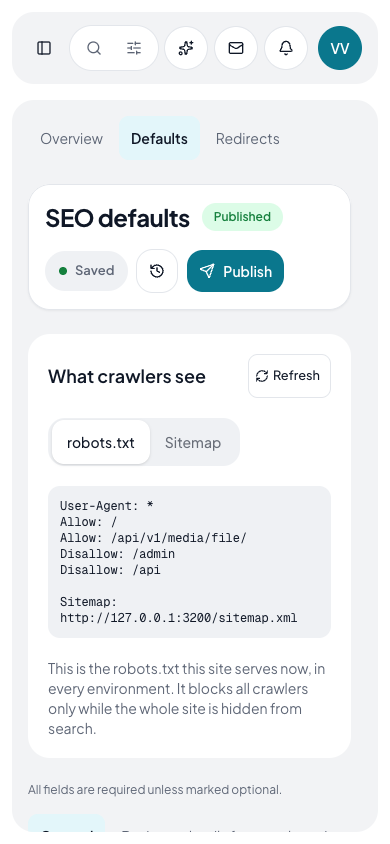 VV
Overview Defaults Redirects
SEO defaults Published
Saved Publish
What crawlers see Refresh
robots.txt Sitemap
User-Agent: *
Allow: /
Allow: /api/v1/media/file/
Disallow: /admin
Disallow: /api
Sitemap:
http://127.0.0.1:3200/sitemap.xml
This is the robots.txt this site serves now, in
every environment. It blocks all crawlers
only while the whole site is hidden from
search.
All fields are required unless marked optional.